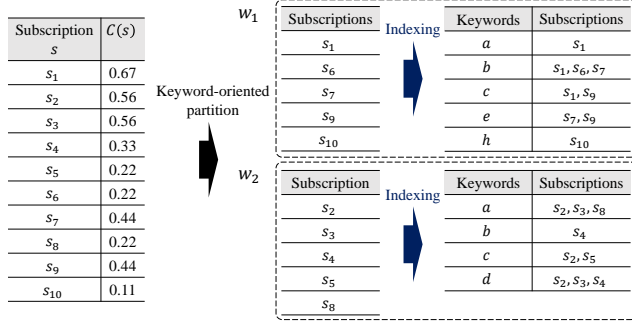 Subscription s C(s)
s1 0.67
s2 0.56
s3 0.56
s4 0.33
s5 0.22
s6 0.22
s7 0.44
s8 0.22
s9 0.44
s10 0.11
Keyword-oriented
partition
w1
Subscriptions
s1
s6
s7
s9
s10
Indexing
Keywords Subscriptions
a s1
b s1, s6, s7
c s1, s9
e s7, s9
h s10
w2
Subscription
s2
s3
s4
s5
s8
Indexing
Keywords Subscriptions
a s2, s3, s8
b s4
c s2, s5
d s2, s3, s4